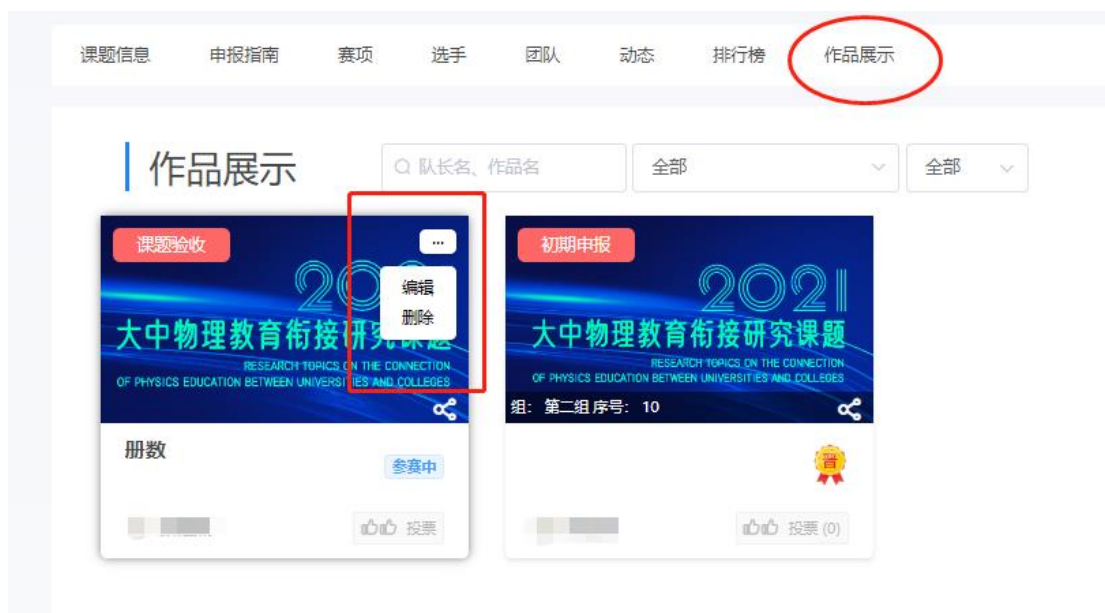 课题信息 申报指南 赛项 选手 团队 动态 排行榜 作品展示
作品展示 队长名、作品名 全部 全部
课题验收 ...
编辑
删除
大中物理教育衔接研究课题
RESEARCH TOPICS ON THE CONNECTION
OF PHYSICS EDUCATION BETWEEN UNIVERSITIES AND COLLEGES
册数
参赛中
投票
初期申报
2021
大中物理教育衔接研究课题
RESEARCH TOPICS ON THE CONNECTION
OF PHYSICS EDUCATION BETWEEN UNIVERSITIES AND COLLEGES
组: 第二组 序号: 10
晋
投票 (0)